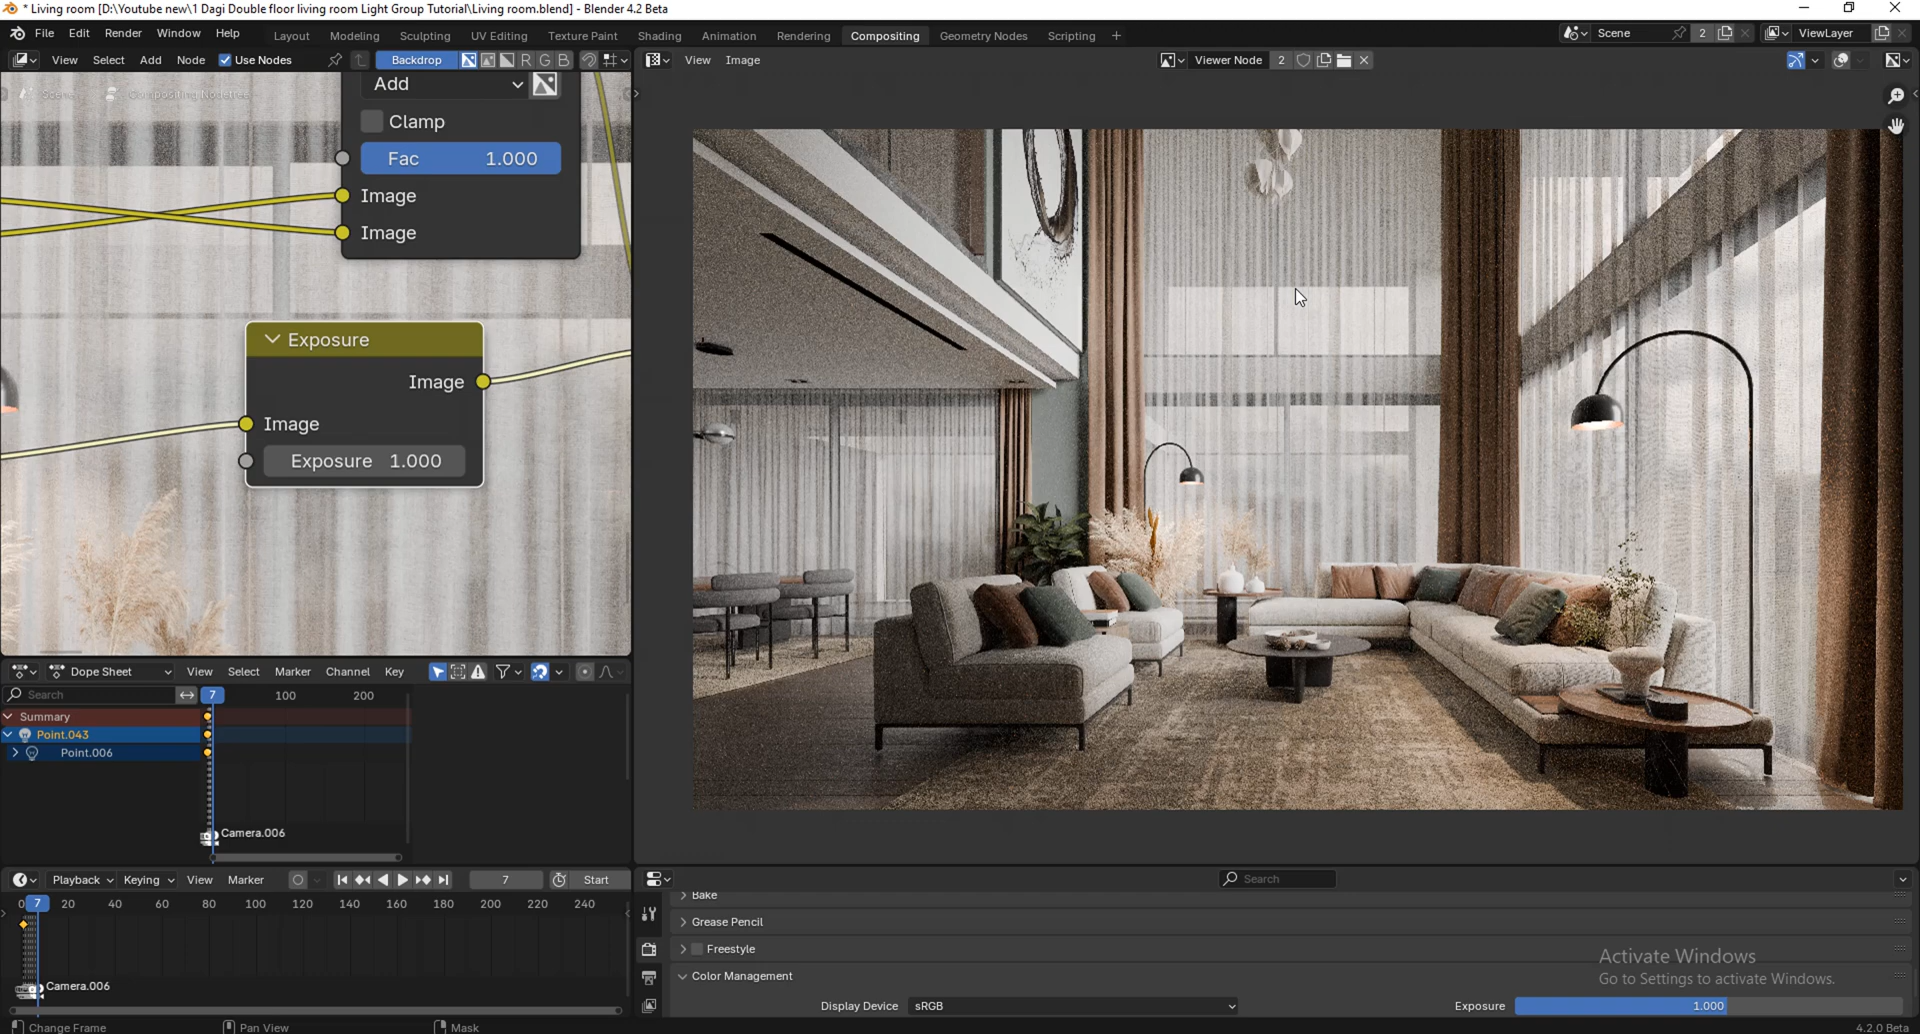 * Living room [D:\Youtube new\1 Dagi Double floor living room Light Group Tutorial\Living room.blend] - Blender 4.2 Beta
File Edit Render Window Help Layout Modeling Sculpting UV Editing Texture Paint Shading Animation Rendering Compositing Geometry Nodes Scripting + Scene 2 ViewLayer
View Select Add Node Use Nodes Backdrop R G B
View Image Viewer Node 2
Scene Compositing Nodetree
Add
Clamp
Fac 1.000
Image
Image
Exposure
Image
Image
Exposure 1.000
Dope Sheet View Select Marker Channel Key
Search 7 100 200
Summary
Point.043
Point.006
Camera.006
Playback Keying View Marker 7 Start
0 7 20 40 60 80 100 120 140 160 180 200 220 240
Camera.006
Search
Bake
Grease Pencil
Freestyle
Color Management
Display Device sRGB
Exposure 1.000
Activate Windows
Go to Settings to activate Windows.
Change Frame Pan View Mask 4.2.0 Beta